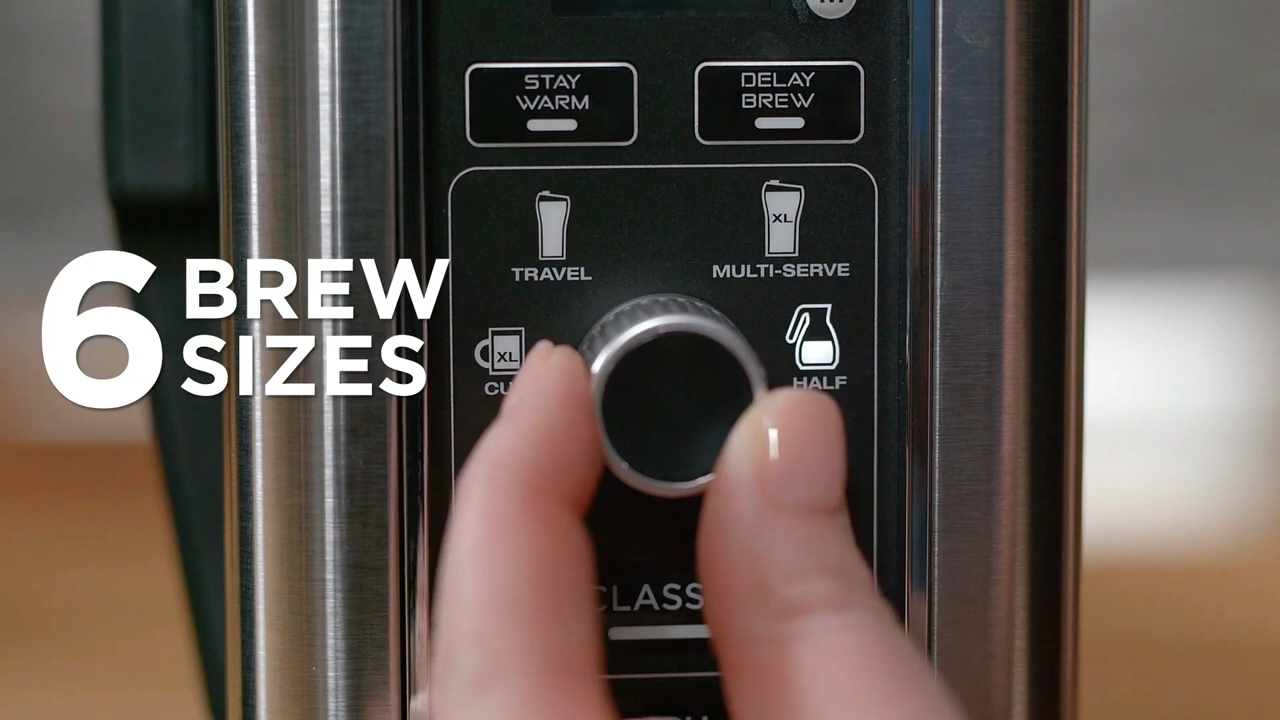 STAY
WARM
DELAY
BREW
XL
TRAVEL
MULTI-SERVE
6 BREW
SIZES
XL
HALF